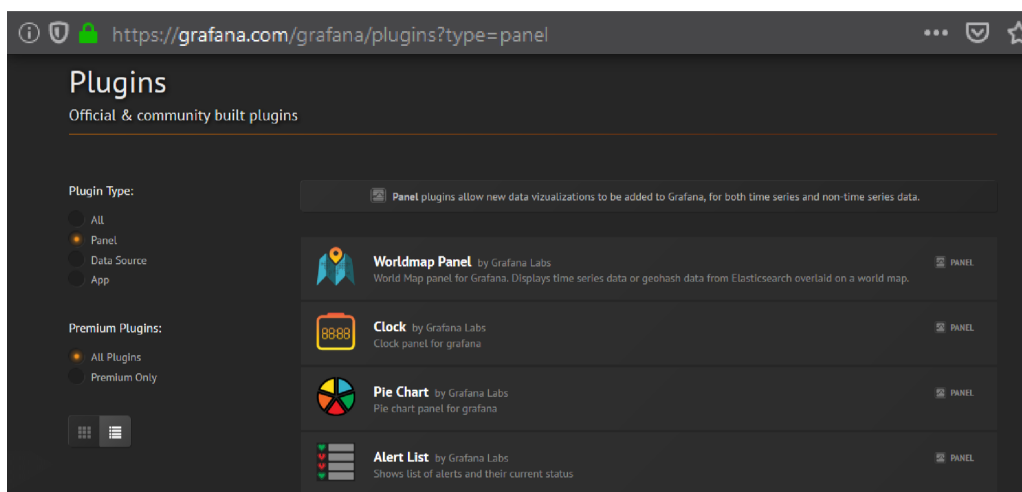 https://grafana.com/grafana/plugins?type=panel
Plugins
Official & community built plugins
Plugin Type:
All
Panel
Data Source
App
Premium Plugins:
All Plugins
Premium Only
Panel plugins allow new data vizualizations to be added to Grafana, for both time series and non-time series data.
Worldmap Panel by Grafana Labs
PANEL
World Map panel for Grafana. Displays time series data or geohash data from Elasticsearch overlaid on a world map.
Clock by Grafana Labs
PANEL
Clock panel for grafana
88:88
Pie Chart by Grafana Labs
PANEL
Pie chart panel for grafana
Alert List by Grafana Labs
PANEL
Shows list of alerts and their current status